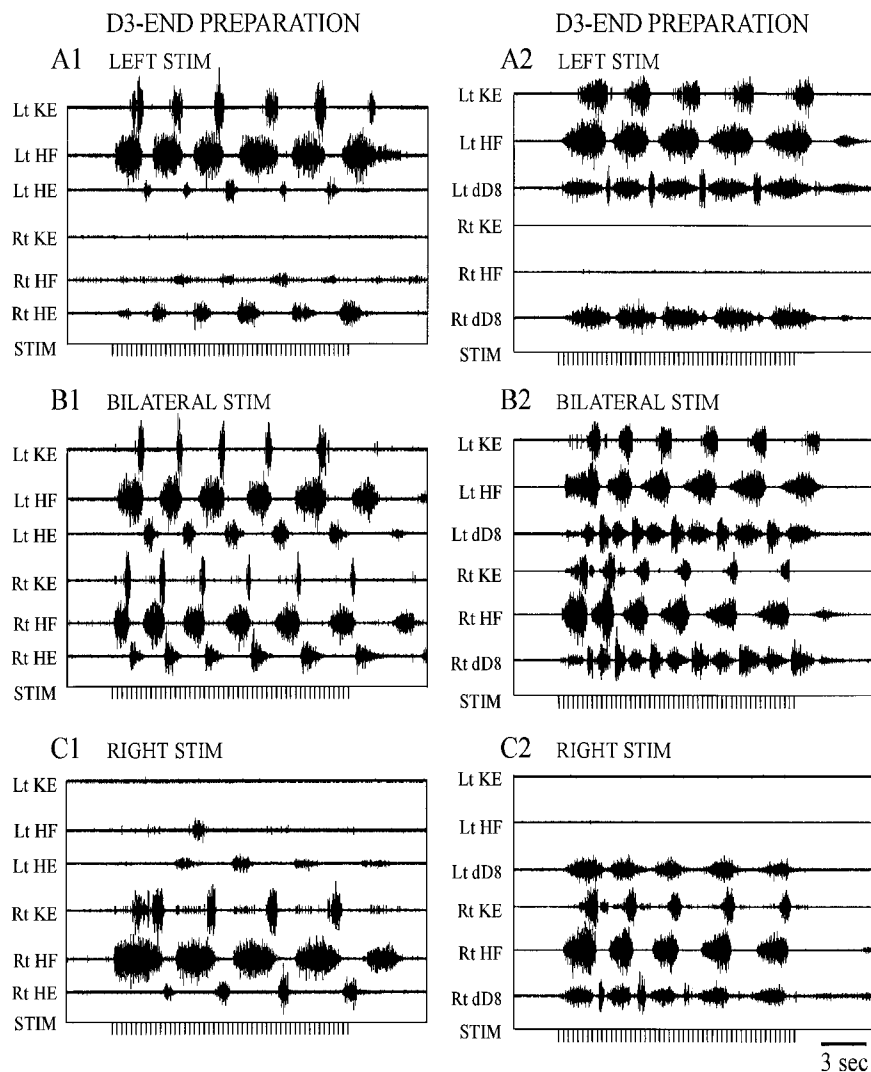 D3-END PREPARATION
A1 LEFT STIM
Lt KE
Lt HF
Lt HE
Rt KE
Rt HF
Rt HE
STIM
B1 BILATERAL STIM
Lt KE
Lt HF
Lt HE
Rt KE
Rt HF
Rt HE
STIM
C1 RIGHT STIM
Lt KE
Lt HF
Lt HE
Rt KE
Rt HF
Rt HE
STIM
D3-END PREPARATION
A2 LEFT STIM
Lt KE
Lt HF
Lt dD8
Rt KE
Rt HF
Rt dD8
STIM
B2 BILATERAL STIM
Lt KE
Lt HF
Lt dD8
Rt KE
Rt HF
Rt dD8
STIM
C2 RIGHT STIM
Lt KE
Lt HF
Lt dD8
Rt KE
Rt HF
Rt dD8
STIM
3 sec